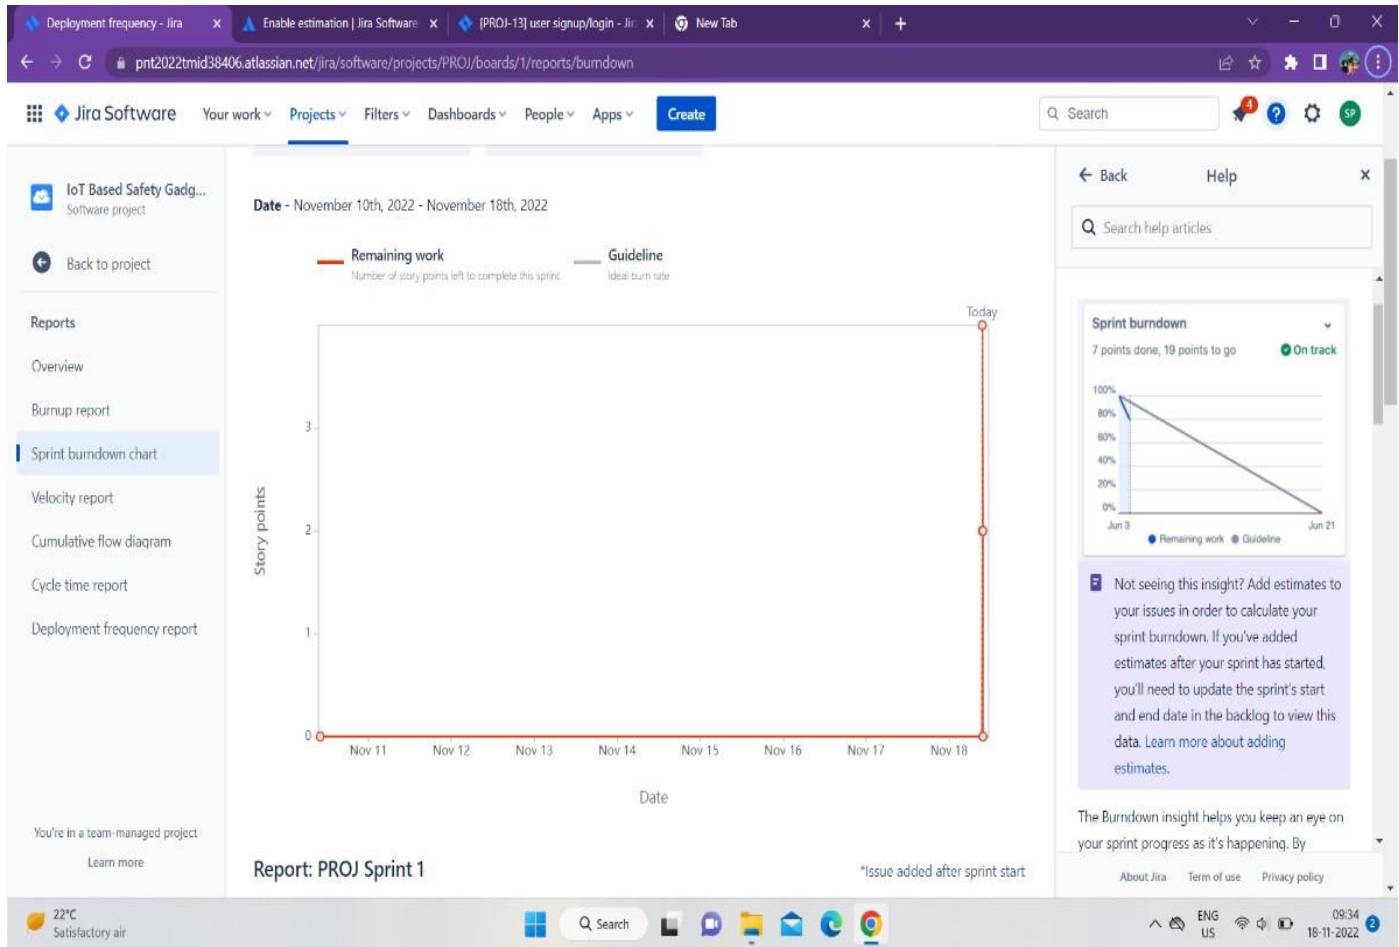 Deployment frequency - Jira
Enable estimation | Jira Software
[PROJ-13] user signup/login - Jir
New Tab
pnt2022tmid38406.atlassian.net/jira/software/projects/PROJ/boards/1/reports/burndown
Jira Software Your work Projects Filters Dashboards People Apps Create
Search
4
SP
IoT Based Safety Gadg...
Software project
Back to project
Reports
Overview
Burnup report
Sprint burndown chart
Velocity report
Cumulative flow diagram
Cycle time report
Deployment frequency report
You're in a team-managed project
Learn more
Date - November 10th, 2022 - November 18th, 2022
Remaining work
Number of story points left to complete this sprint
Guideline
Ideal burn rate
Today
3
2
1
0
Story points
Nov 11 Nov 12 Nov 13 Nov 14 Nov 15 Nov 16 Nov 17 Nov 18
Date
Report: PROJ Sprint 1
*Issue added after sprint start
Back Help
Search help articles
Sprint burndown
7 points done, 19 points to go On track
100%
80%
60%
40%
20%
0%
Jun 3 Jun 21
Remaining work Guideline
Not seeing this insight? Add estimates to
your issues in order to calculate your
sprint burndown. If you've added
estimates after your sprint has started,
you'll need to update the sprint's start
and end date in the backlog to view this
data. Learn more about adding
estimates.
The Burndown insight helps you keep an eye on
your sprint progress as it's happening. By
About Jira Term of use Privacy policy
22°C
Satisfactory air
Search
ENG
US
09:34
18-11-2022
2